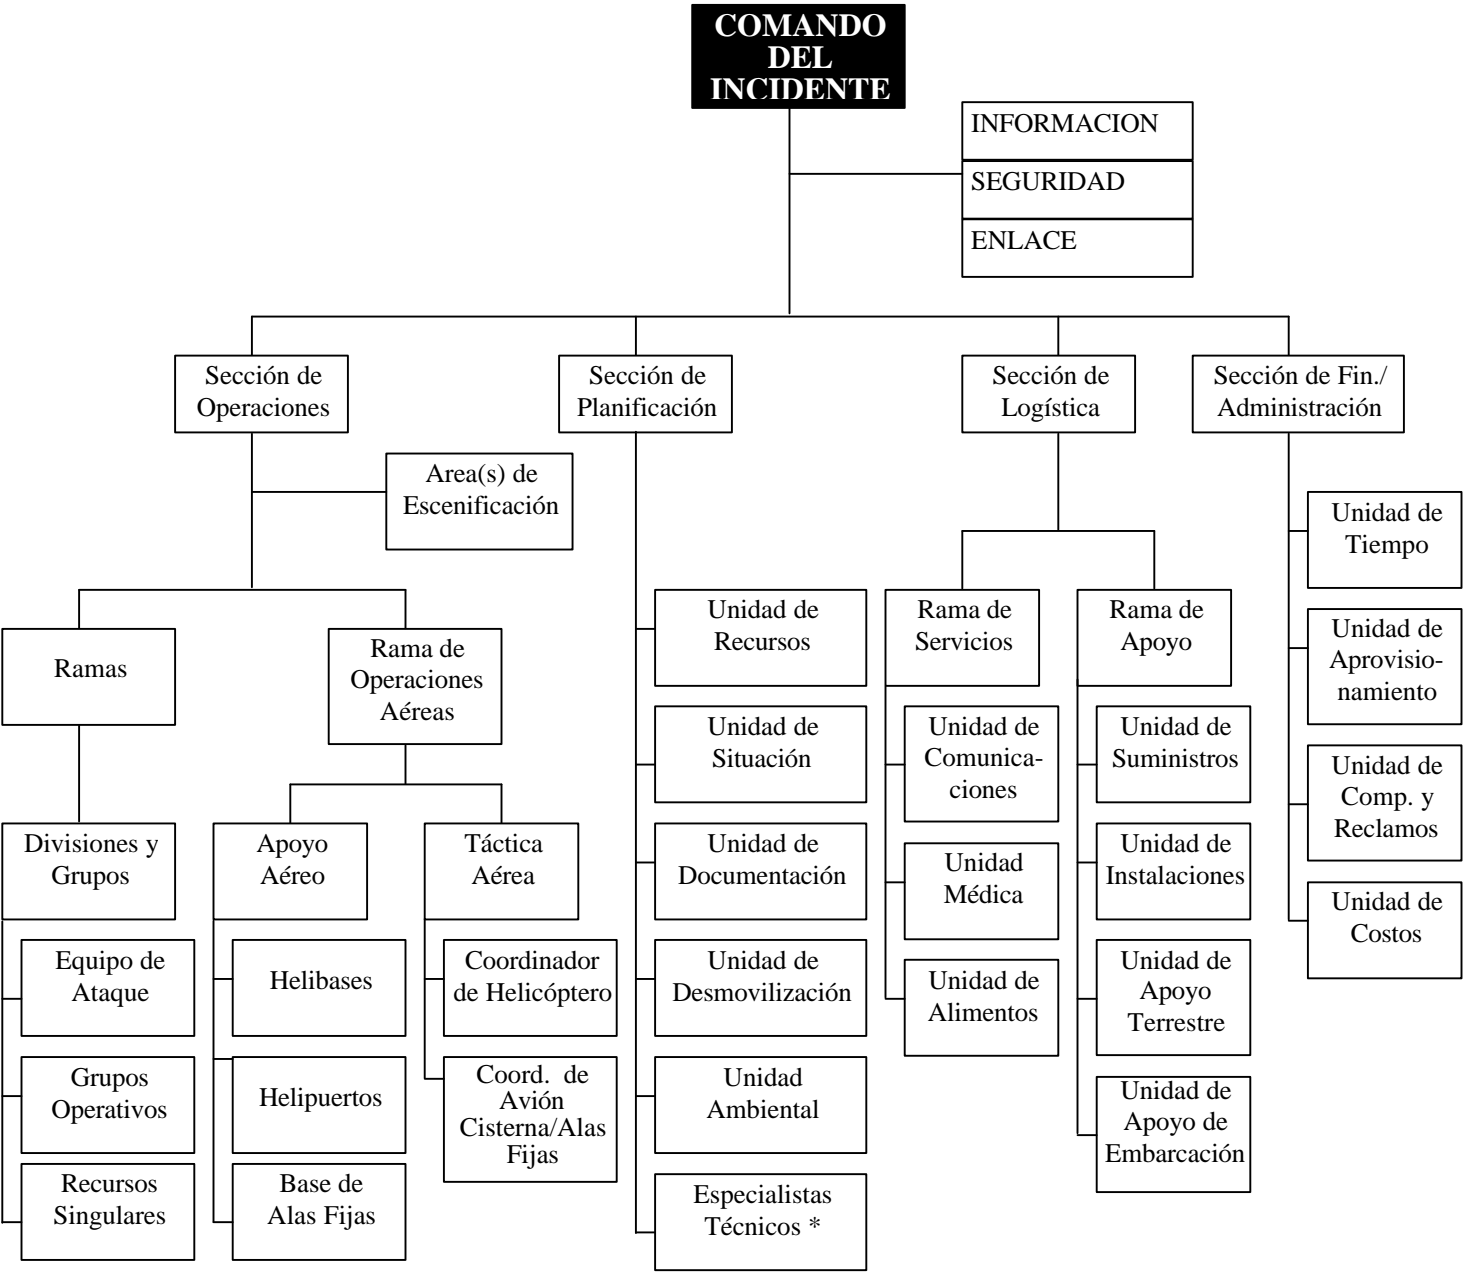 COMANDO
DEL
INCIDENTE
INFORMACION
SEGURIDAD
ENLACE
Sección de
Operaciones
Sección de
Planificación
Sección de
Logística
Sección de Fin./
Administración
Area(s) de
Escenificación
Ramas
Rama de
Operaciones
Aéreas
Divisiones y
Grupos
Equipo de
Ataque
Grupos
Operativos
Recursos
Singulares
Apoyo
Aéreo
Helibases
Helipuertos
Base de
Alas Fijas
Táctica
Aérea
Coordinador
de Helicóptero
Coord.  de
Avión
Cisterna/Alas
Fijas
Unidad de
Recursos
Unidad de
Situación
Unidad de
Documentación
Unidad de
Desmovilización
Unidad
Ambiental
Especialistas
Técnicos *
Rama de
Servicios
Unidad de
Comunica-
ciones
Unidad
Médica
Unidad de
Alimentos
Rama de
Apoyo
Unidad de
Suministros
Unidad de
Instalaciones
Unidad de
Apoyo
Terrestre
Unidad de
Apoyo de
Embarcación
Unidad de
Tiempo
Unidad de
Aprovisio-
namiento
Unidad de
Comp. y
Reclamos
Unidad de
Costos